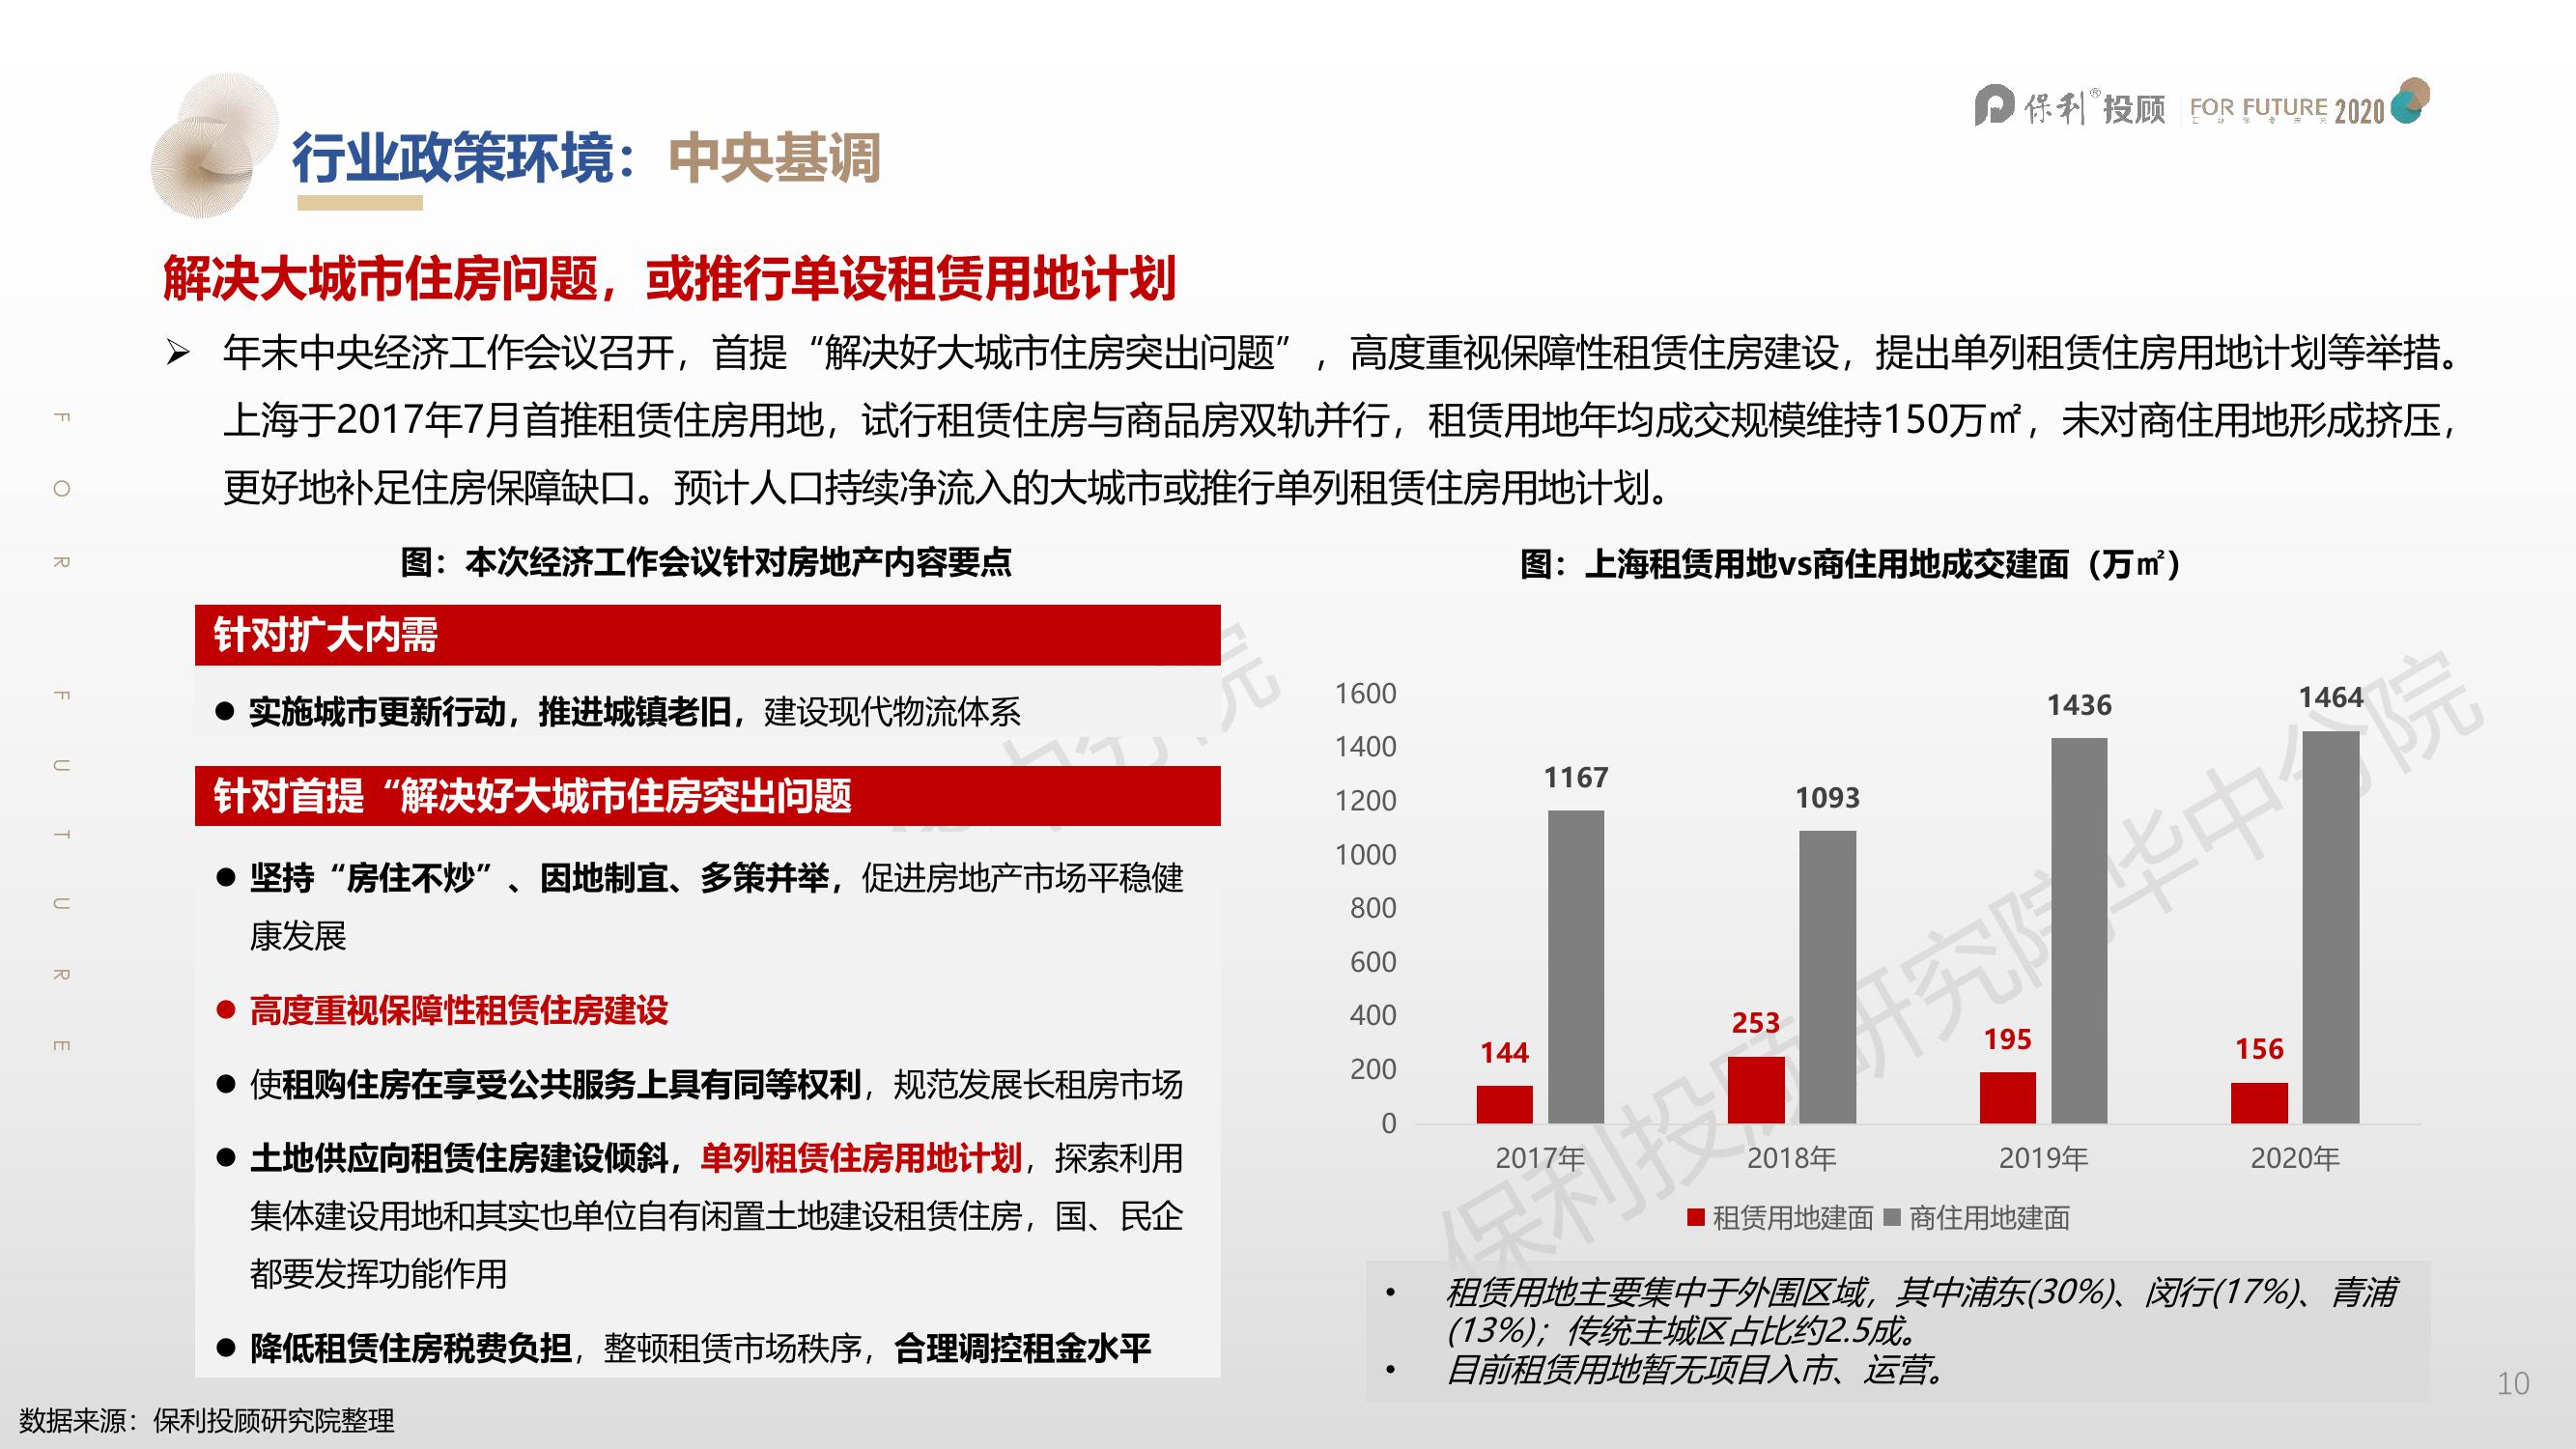 保利®投顾 FOR FUTURE 2020
行业政策环境：中央基调
解决大城市住房问题，或推行单设租赁用地计划
➢ 年末中央经济工作会议召开，首提“解决好大城市住房突出问题”，高度重视保障性租赁住房建设，提出单列租赁住房用地计划等举措。
上海于2017年7月首推租赁住房用地，试行租赁住房与商品房双轨并行，租赁用地年均成交规模维持150万㎡，未对商住用地形成挤压，
更好地补足住房保障缺口。预计人口持续净流入的大城市或推行单列租赁住房用地计划。
FOR FUTURE
图：本次经济工作会议针对房地产内容要点
针对扩大内需
● 实施城市更新行动，推进城镇老旧，建设现代物流体系
针对首提“解决好大城市住房突出问题
● 坚持“房住不炒”、因地制宜、多策并举，促进房地产市场平稳健
康发展
● 高度重视保障性租赁住房建设
● 使租购住房在享受公共服务上具有同等权利，规范发展长租房市场
● 土地供应向租赁住房建设倾斜，单列租赁住房用地计划，探索利用
集体建设用地和其实也单位自有闲置土地建设租赁住房，国、民企
都要发挥功能作用
● 降低租赁住房税费负担，整顿租赁市场秩序，合理调控租金水平
图：上海租赁用地vs商住用地成交建面（万㎡）
1600
1400
1200
1000
800
600
400
200
0
144 1167
253 1093
195 1436
156 1464
2017年 2018年 2019年 2020年
租赁用地建面 商住用地建面
• 租赁用地主要集中于外围区域，其中浦东(30%)、闵行(17%)、青浦
(13%)；传统主城区占比约2.5成。
• 目前租赁用地暂无项目入市、运营。
保利投顾研究院华中分院
中分院
数据来源：保利投顾研究院整理
10